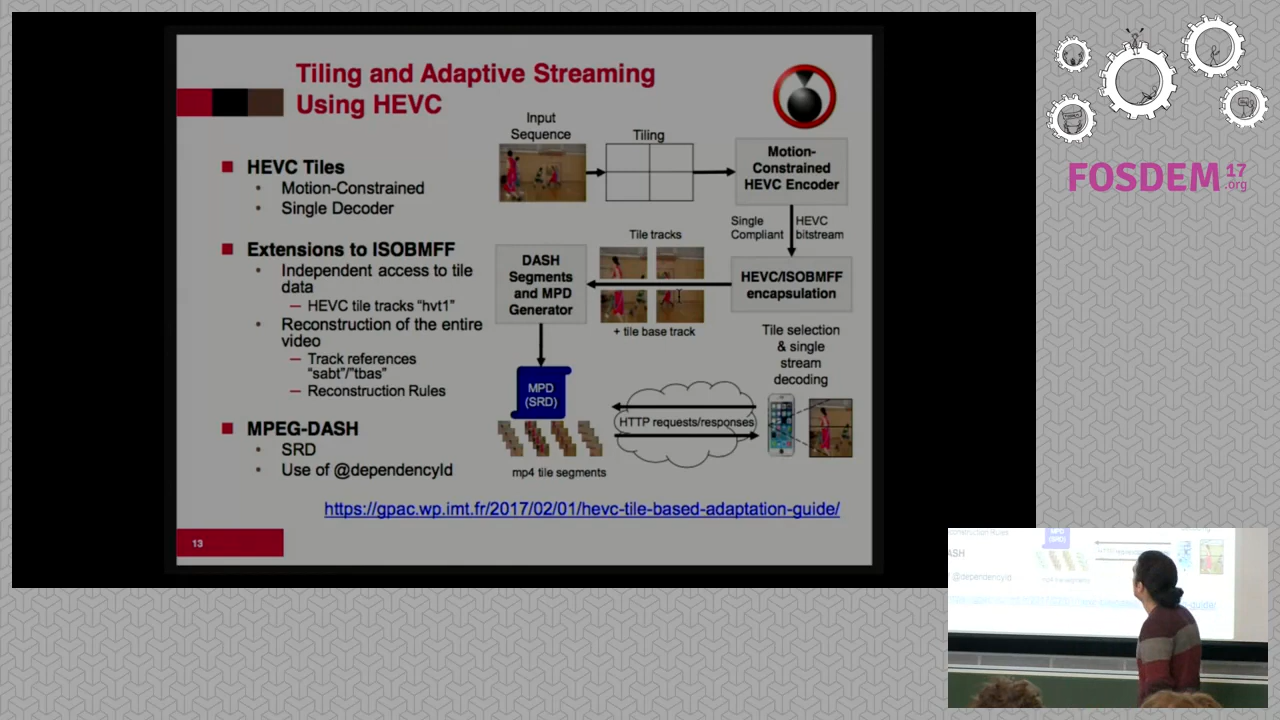 Tiling and Adaptive Streaming
Using HEVC
HEVC Tiles
• Motion-Constrained
• Single Decoder
Extensions to ISOBMFF
• Independent access to tile
data
– HEVC tile tracks “hvt1”
• Reconstruction of the entire
video
– Track references
“sabt”/”tbas”
– Reconstruction Rules
MPEG-DASH
• SRD
• Use of @dependencyId
Input
Sequence
Tiling
Motion-
Constrained
HEVC Encoder
Single
Compliant
HEVC
bitstream
Tile tracks
DASH
Segments
and MPD
Generator
HEVC/ISOBMFF
encapsulation
+ tile base track
Tile selection
& single
stream
decoding
MPD
(SRD)
HTTP requests/responses
mp4 tile segments
https://gpac.wp.imt.fr/2017/02/01/hevc-tile-based-adaptation-guide/
13
FOSDEM 17
.org
@dependencyId
guide/